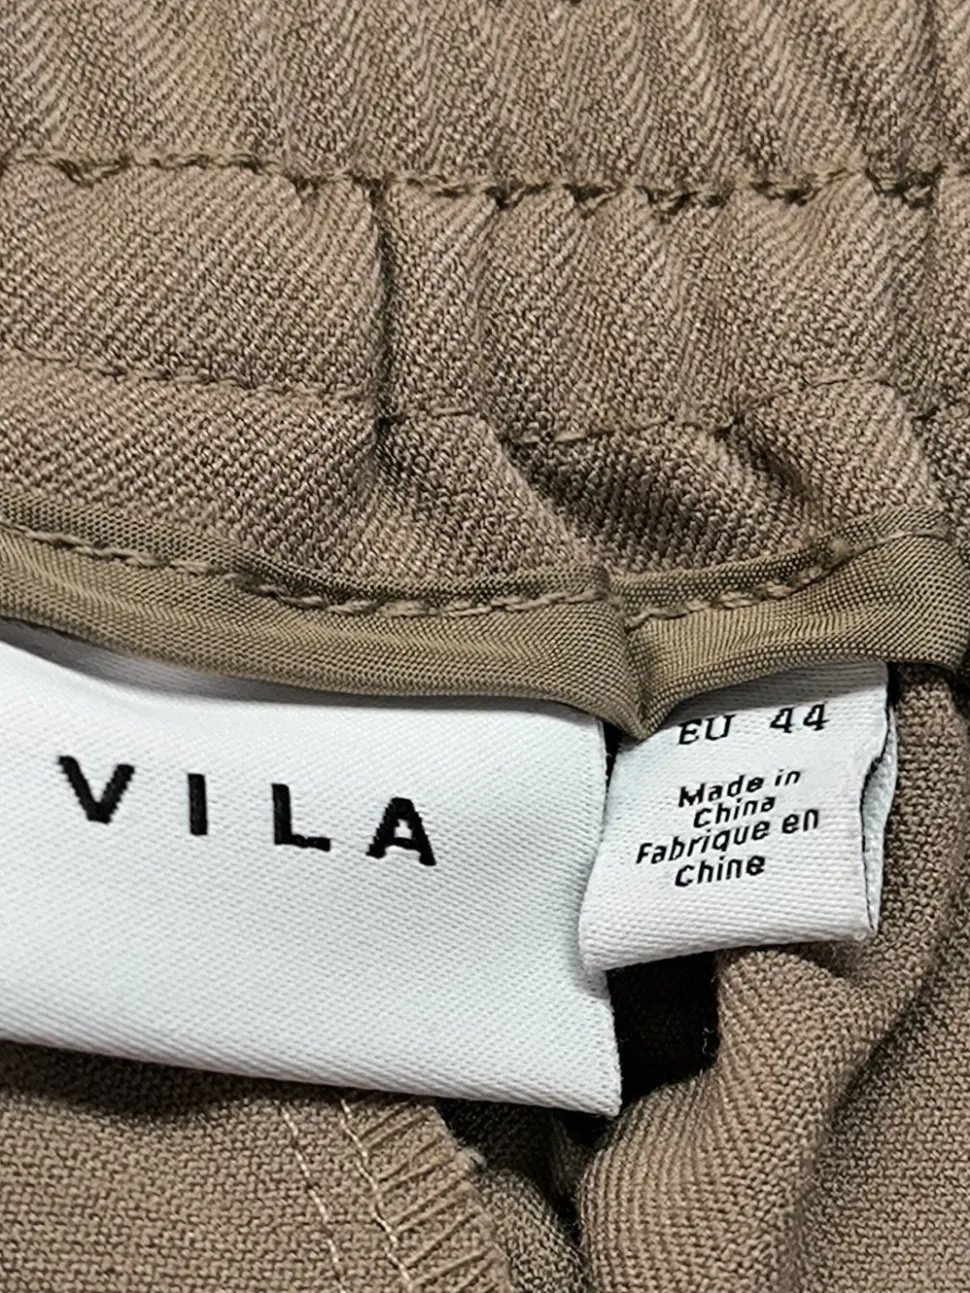 VILA
EU 44
Made in
China
Fabrique en
Chine